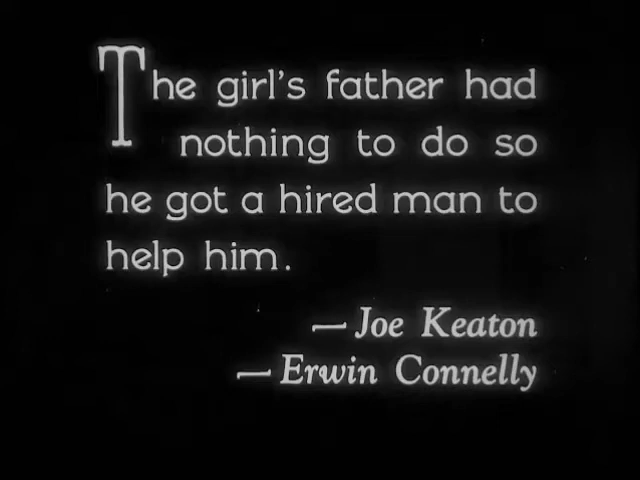 The girl's father had
nothing to do so
he got a hired man to
help him.
— Joe Keaton
— Erwin Connelly